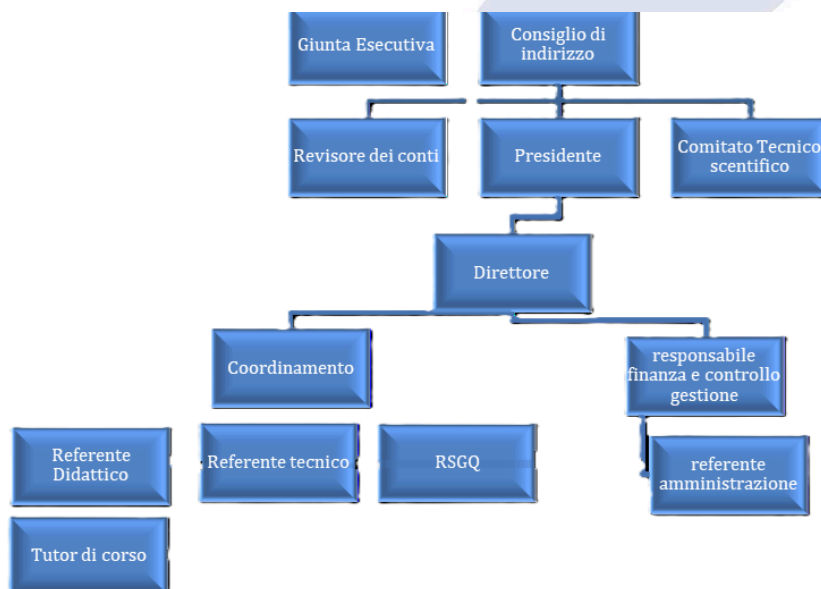 Giunta Esecutiva
Consiglio di
indirizzo
Revisore dei conti
Presidente
Comitato Tecnico
scentifico
Direttore
Coordinamento
responsabile
finanza e controllo
gestione
Referente
Didattico
Referente tecnico
RSGQ
referente
amministrazione
Tutor di corso